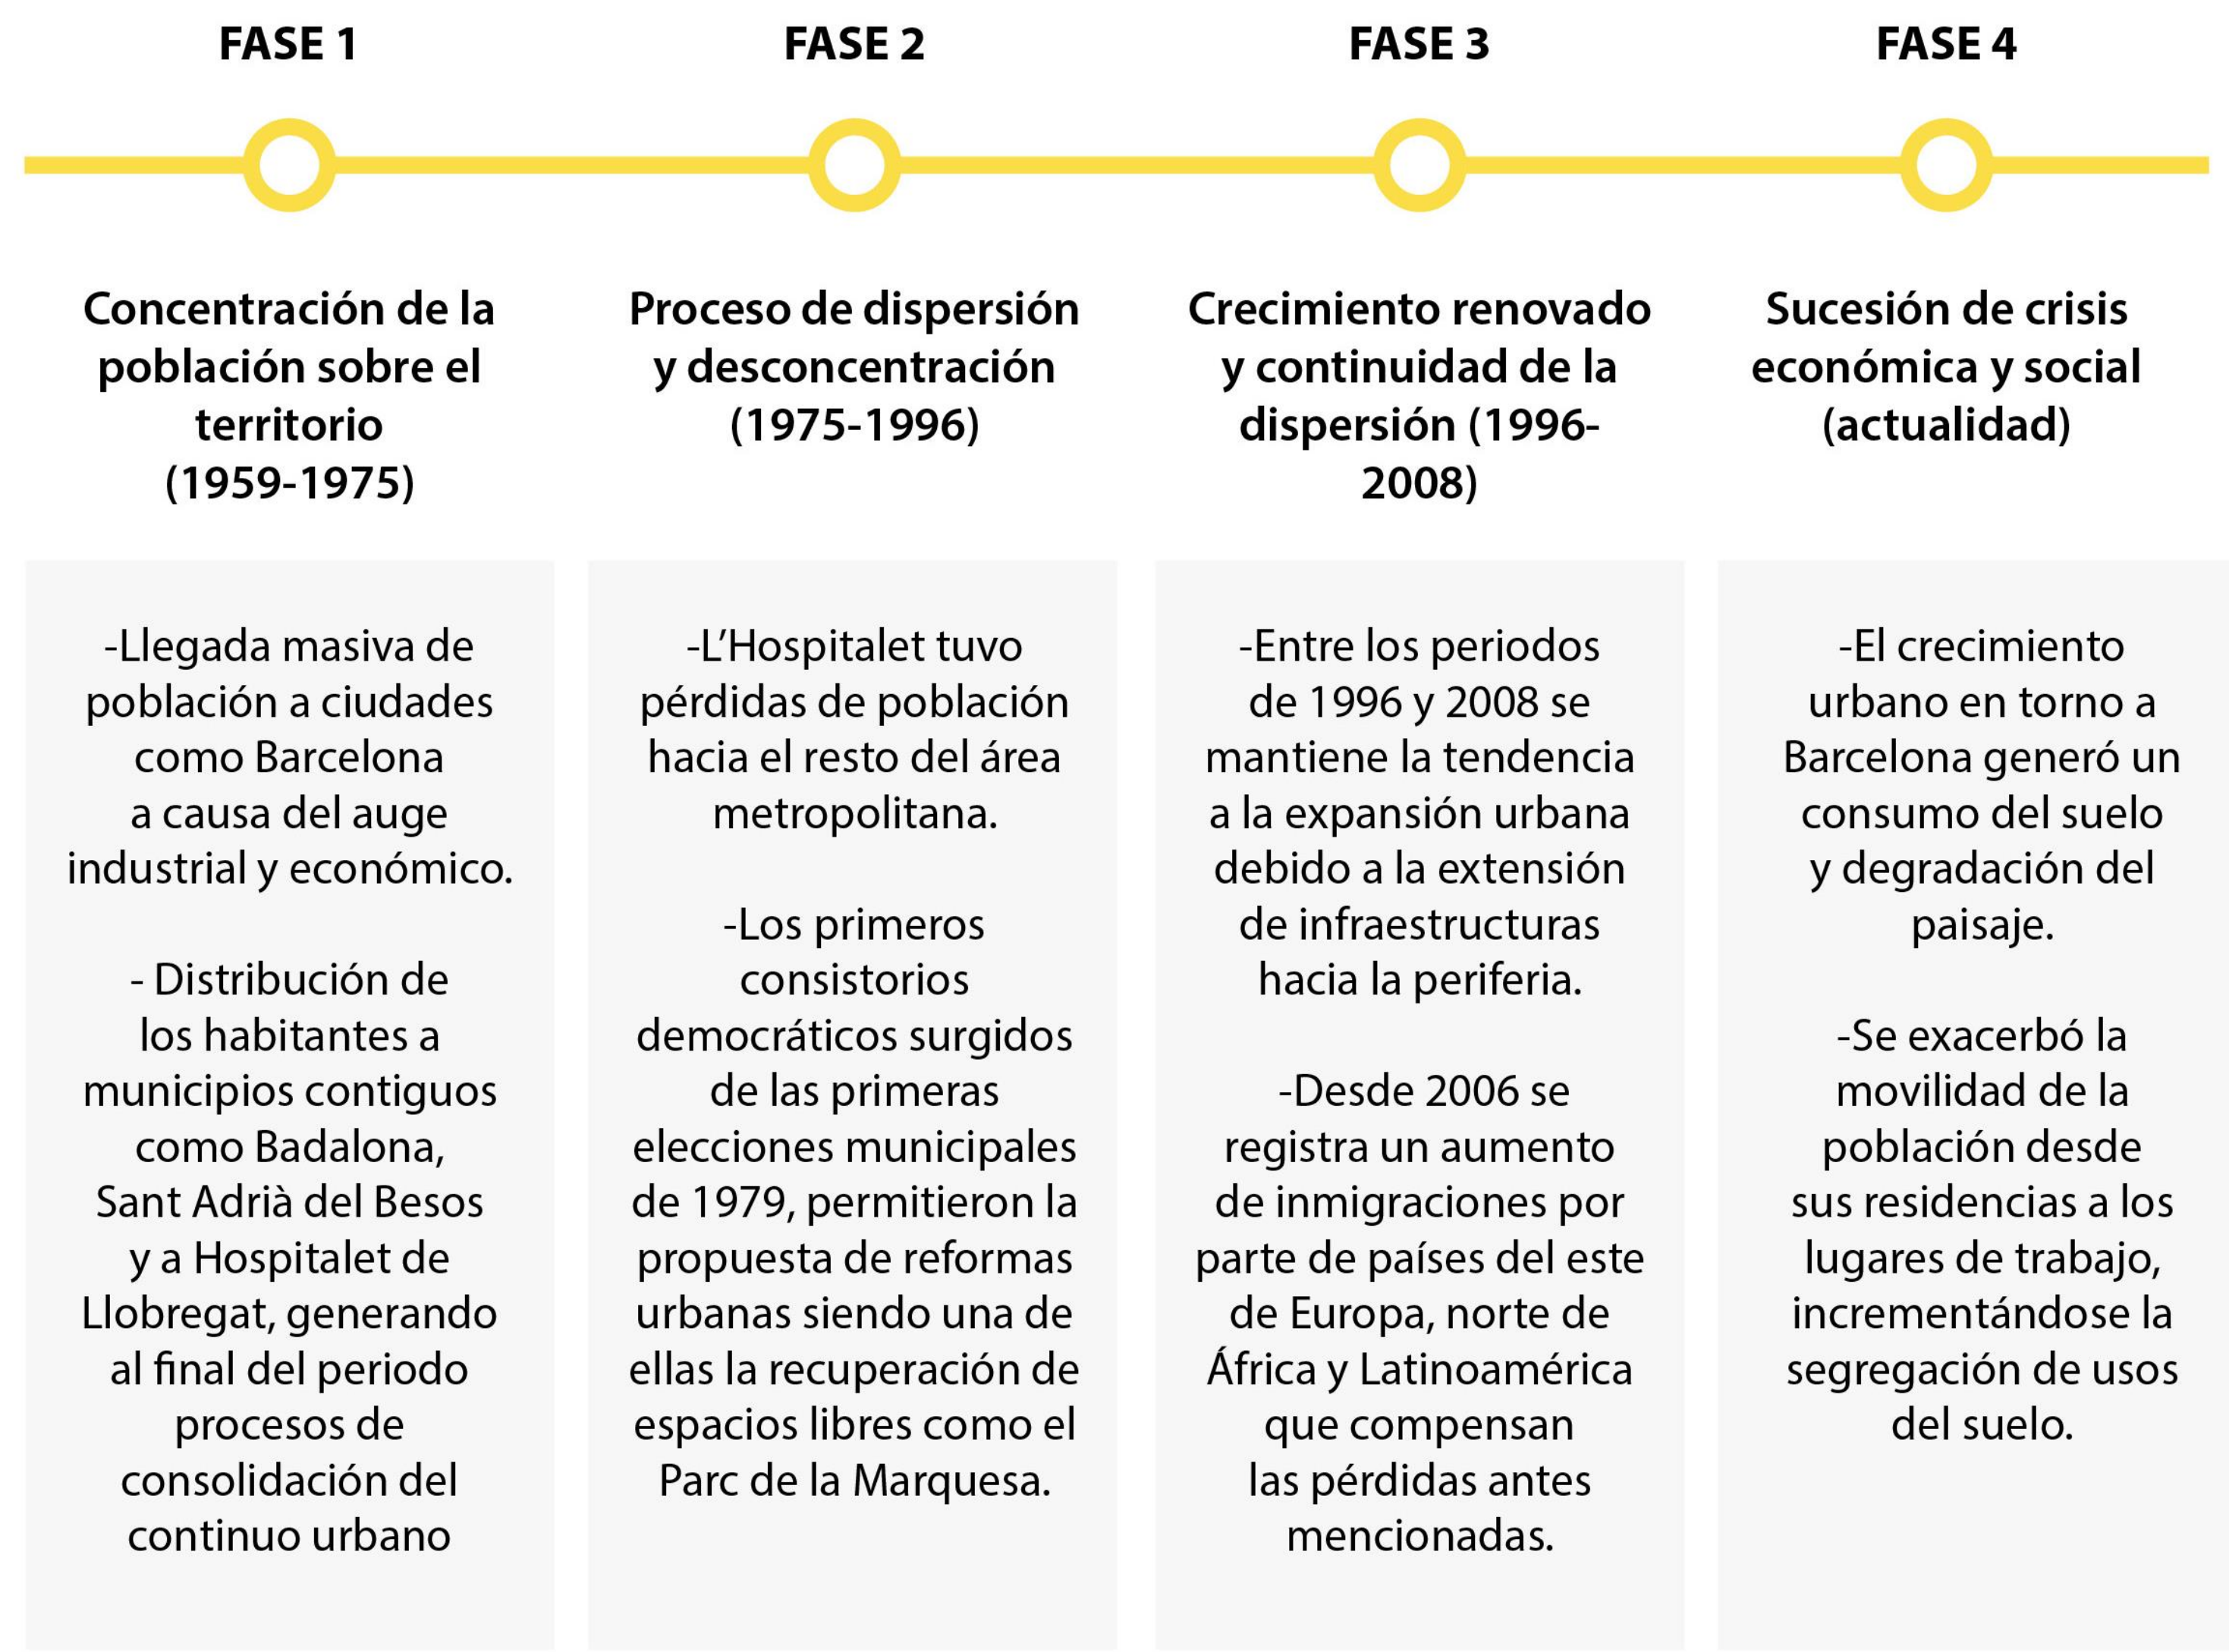 FASE 1
Concentración de la
población sobre el
territorio
(1959-1975)
-Llegada masiva de
población a ciudades
como Barcelona
a causa del auge
industrial y económico.
- Distribución de
los habitantes a
municipios contiguos
como Badalona,
Sant Adrià del Besos
y a Hospitalet de
Llobregat, generando
al final del periodo
procesos de
consolidación del
continuo urbano
FASE 2
Proceso de dispersión
y desconcentración
(1975-1996)
-L’Hospitalet tuvo
pérdidas de población
hacia el resto del área
metropolitana.
-Los primeros
consistorios
democráticos surgidos
de las primeras
elecciones municipales
de 1979, permitieron la
propuesta de reformas
urbanas siendo una de
ellas la recuperación de
espacios libres como el
Parc de la Marquesa.
FASE 3
Crecimiento renovado
y continuidad de la
dispersión (1996-
2008)
-Entre los periodos
de 1996 y 2008 se
mantiene la tendencia
a la expansión urbana
debido a la extensión
de infraestructuras
hacia la periferia.
-Desde 2006 se
registra un aumento
de inmigraciones por
parte de países del este
de Europa, norte de
África y Latinoamérica
que compensan
las pérdidas antes
mencionadas.
FASE 4
Sucesión de crisis
económica y social
(actualidad)
-El crecimiento
urbano en torno a
Barcelona generó un
consumo del suelo
y degradación del
paisaje.
-Se exacerbó la
movilidad de la
población desde
sus residencias a los
lugares de trabajo,
incrementándose la
segregación de usos
del suelo.